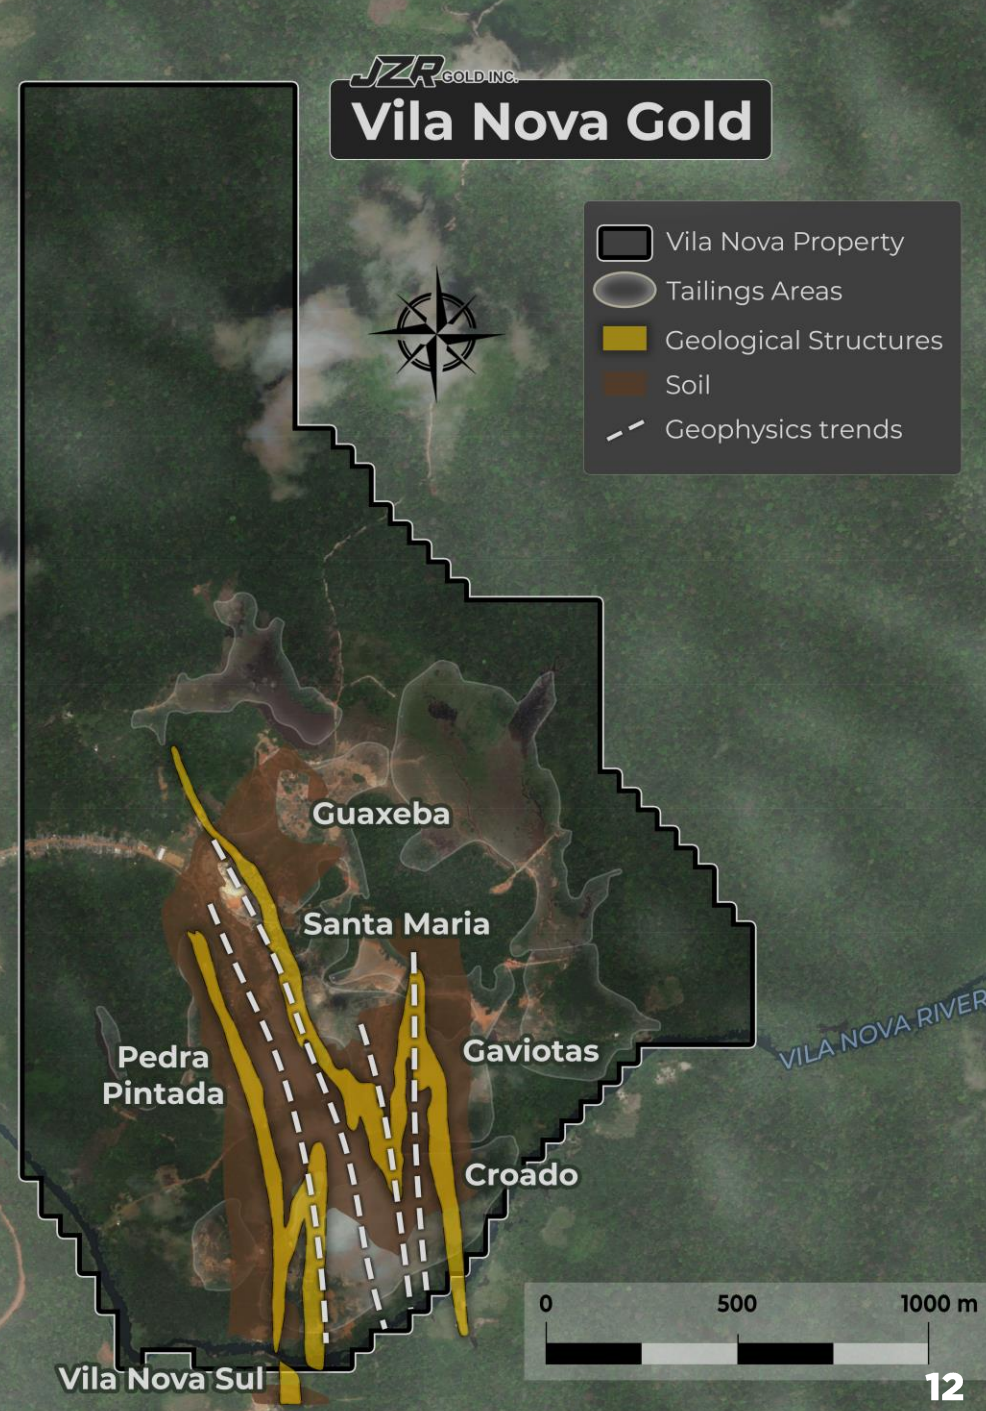 JZR GOLD INC.
Vila Nova Gold
Vila Nova Property
Tailings Areas
Geological Structures
Soil
Geophysics trends
Guaxeba
Santa Maria
VILA NOVA RIVER
Pedra
Pintada
Gaviotas
Croado
0 500 1000 m
Vila Nova Sul
12